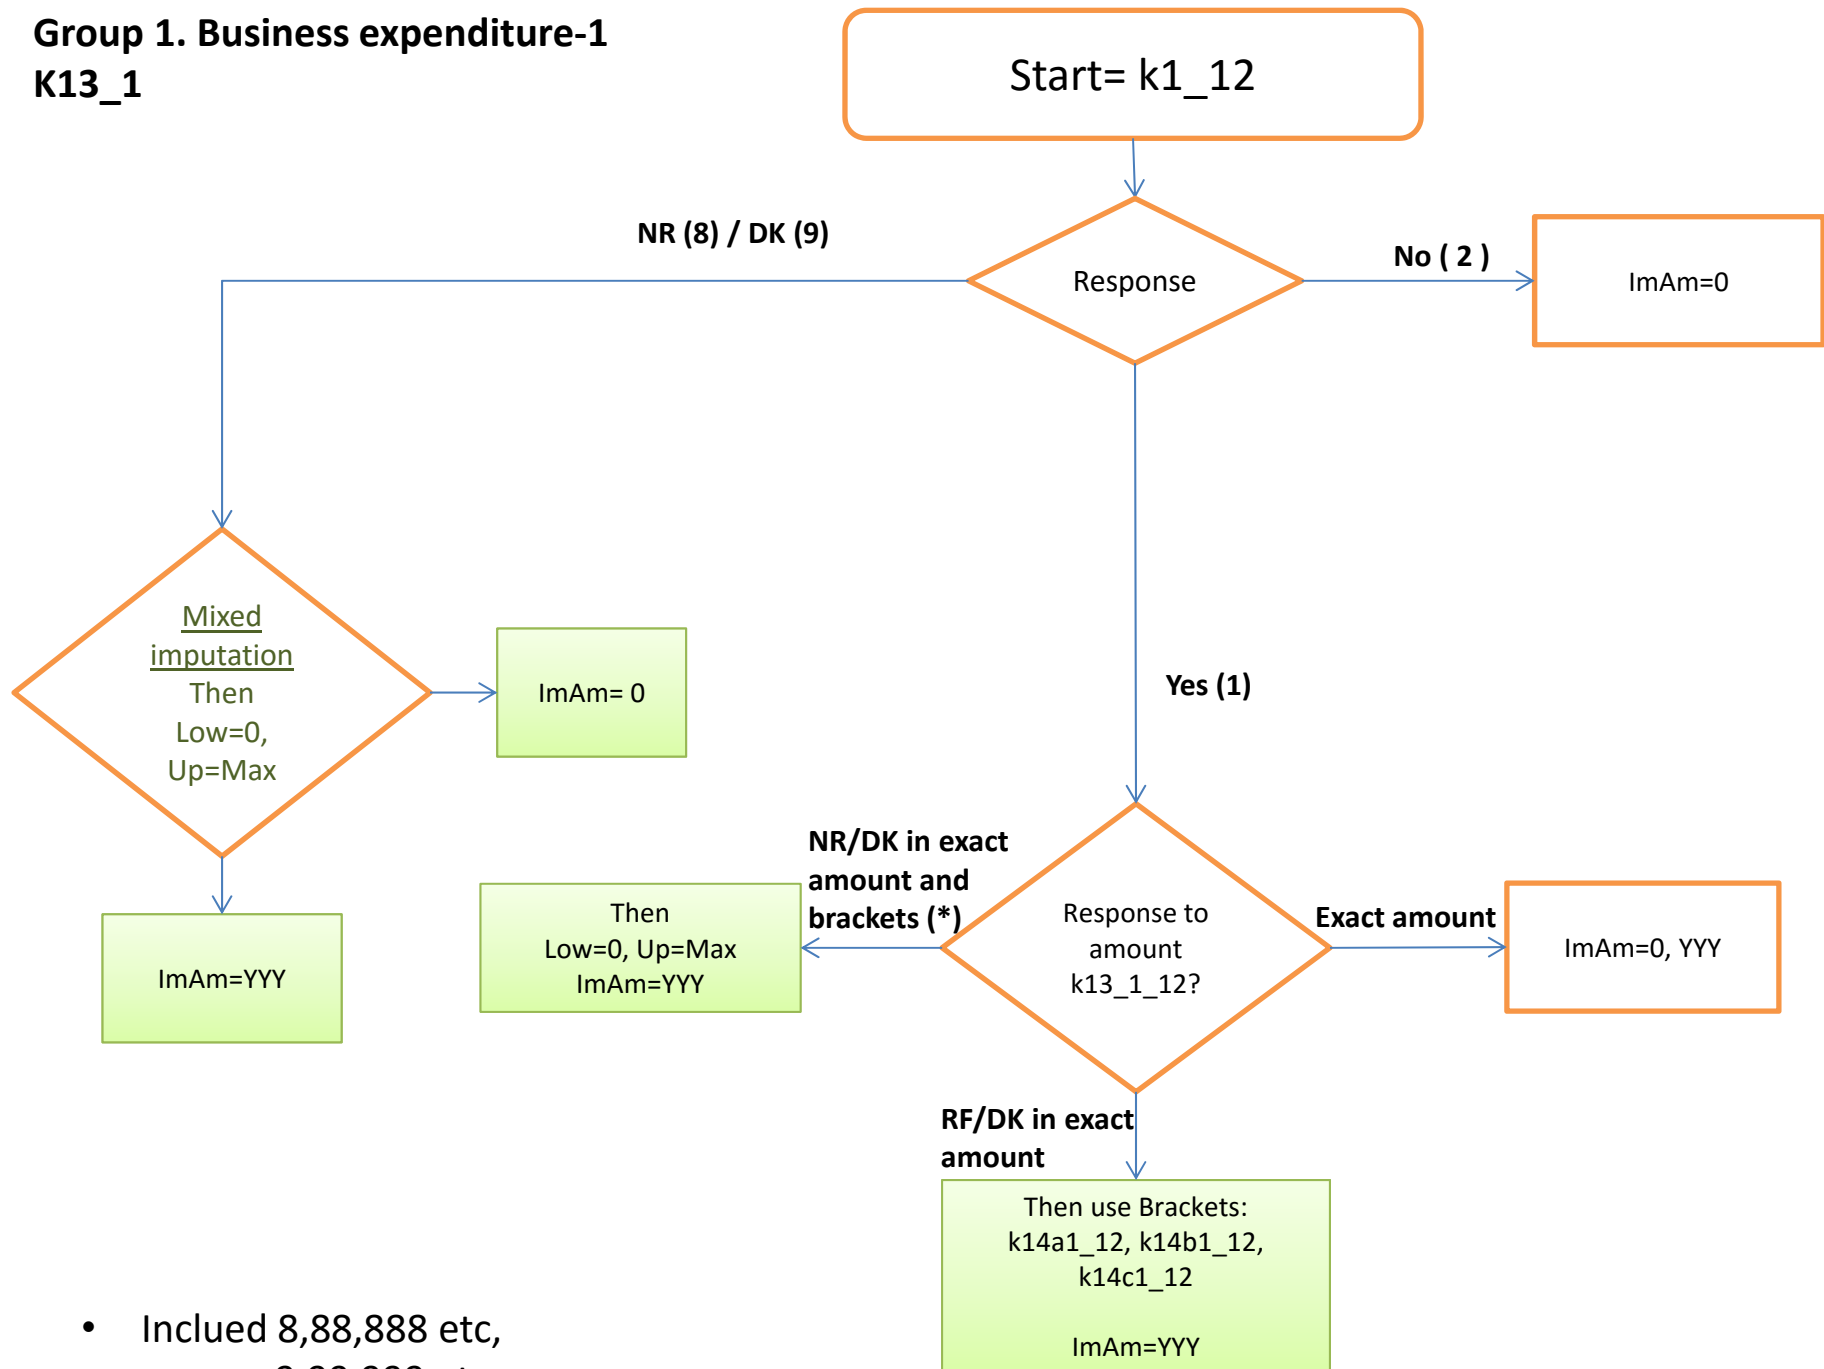 Group 1. Business expenditure-1
K13_1
Start= k1_12
NR (8) / DK (9)
Response
No ( 2 )
ImAm=0
Mixed
imputation
Then
Low=0,
Up=Max
ImAm= 0
Yes (1)
ImAm=YYY
NR/DK in exact
amount and
brackets (*)
Then
Low=0, Up=Max
ImAm=YYY
Response to
amount
k13_1_12?
Exact amount
ImAm=0, YYY
RF/DK in exact
amount
Then use Brackets:
k14a1_12, k14b1_12,
k14c1_12
ImAm=YYY
• Inclued 8,88,888 etc,